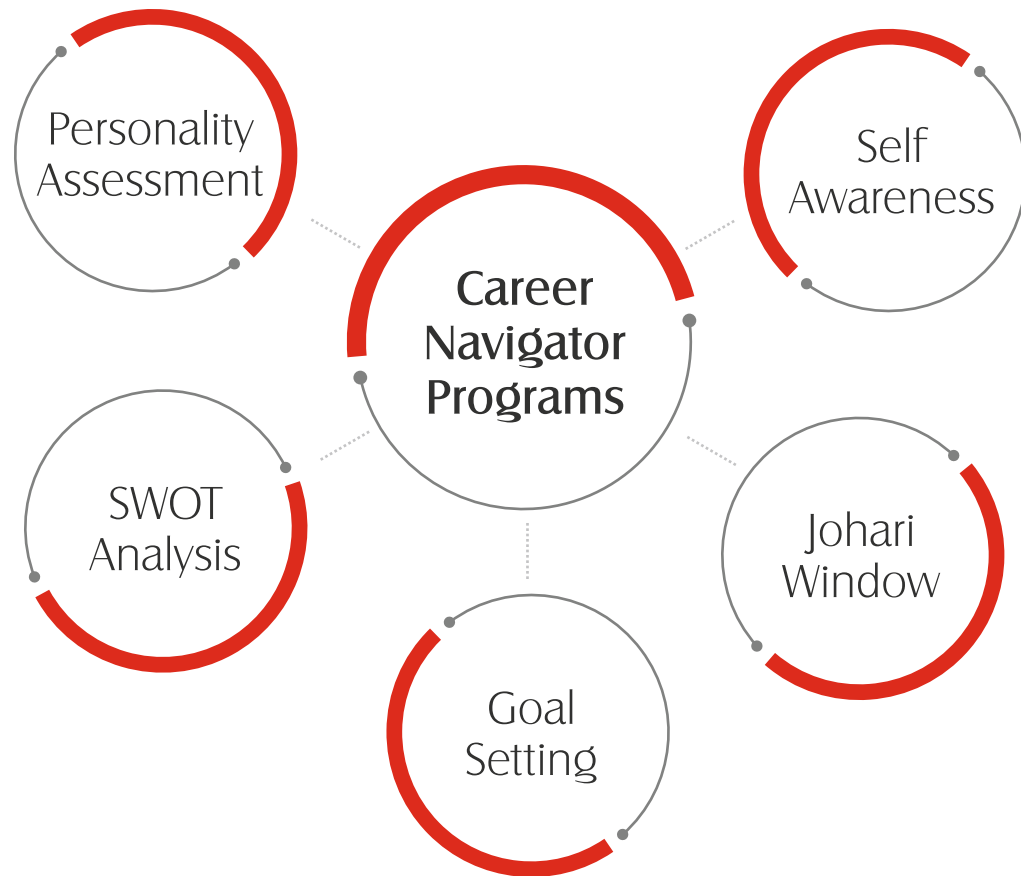 Personality
Assessment
Self
Awareness
Career
Navigator
Programs
SWOT
Analysis
Johari
Window
Goal
Setting